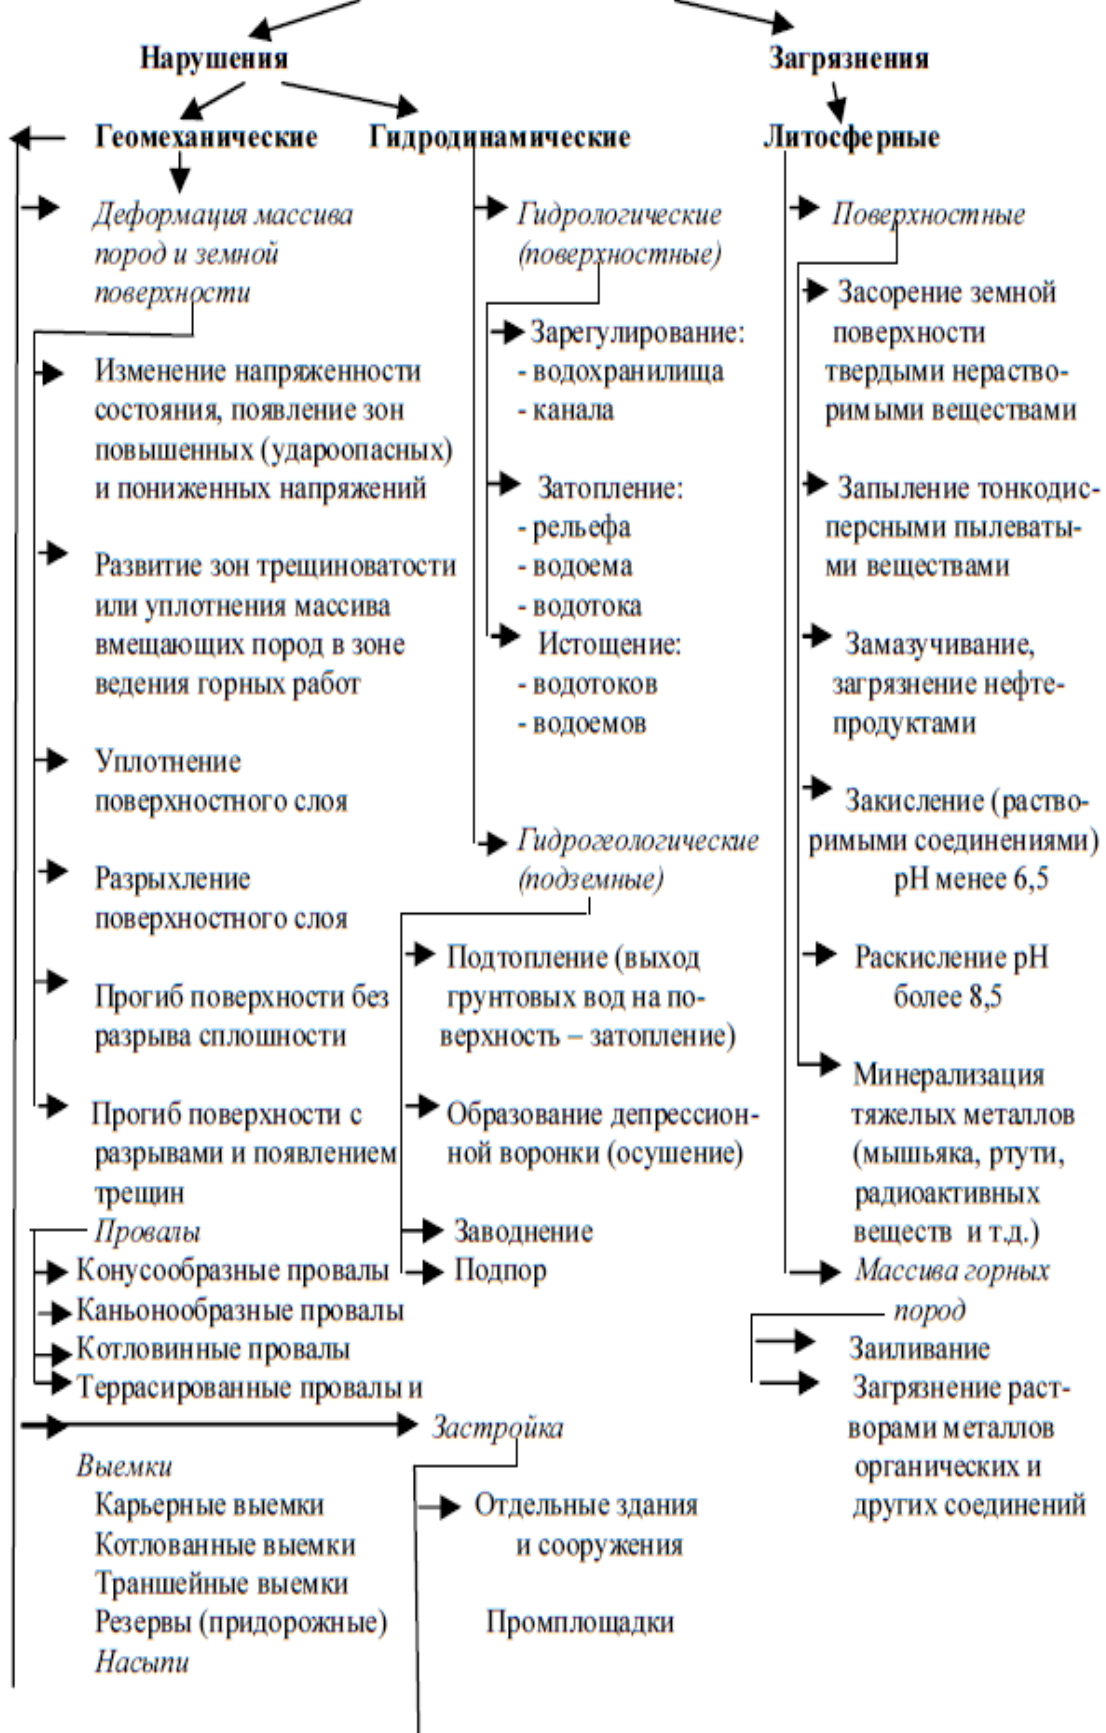 Нарушения
Загрязнения
Геомеханические
Гидродинамические
Литосферные
Деформация массива
пород и земной
поверхности
Изменение напряженности
состояния, появление зон
повышенных (удароопасных)
и пониженных напряжений
Развитие зон трещиноватости
или уплотнения массива
вмещающих пород в зоне
ведения горных работ
Уплотнение
поверхностного слоя
Разрыхление
поверхностного слоя
Прогиб поверхности без
разрыва сплошности
Прогиб поверхности с
разрывами и появлением
трещин
Провалы
Конусообразные провалы
Каньонообразные провалы
Котловинные провалы
Террасированные провалы и
Выемки
Карьерные выемки
Котлованные выемки
Траншейные выемки
Резервы (придорожные)
Насыпи
Гидрологические
(поверхностные)
Зарегулирование:
- водохранилища
- канала
Затопление:
- рельефа
- водоема
- водотока
Истощение:
- водотоков
- водоемов
Гидрогеологические
(подземные)
Подтопление (выход
грунтовых вод на по-
верхность – затопление)
Образование депрессион-
ной воронки (осушение)
Заводнение
Подпор
Застройка
Отдельные здания
и сооружения
Промплощадки
Поверхностные
Засорение земной
поверхности
твердыми нераство-
римыми веществами
Запыление тонкодис-
персными пылеваты-
ми веществами
Замазучивание,
загрязнение нефте-
продуктами
Закисление (раство-
римыми соединениями)
рН менее 6,5
Раскисление рН
более 8,5
Минерализация
тяжелых металлов
(мышьяка, ртути,
радиоактивных
веществ и т.д.)
Массива горных
пород
Заиливание
Загрязнение раст-
ворами металлов
органических и
других соединений